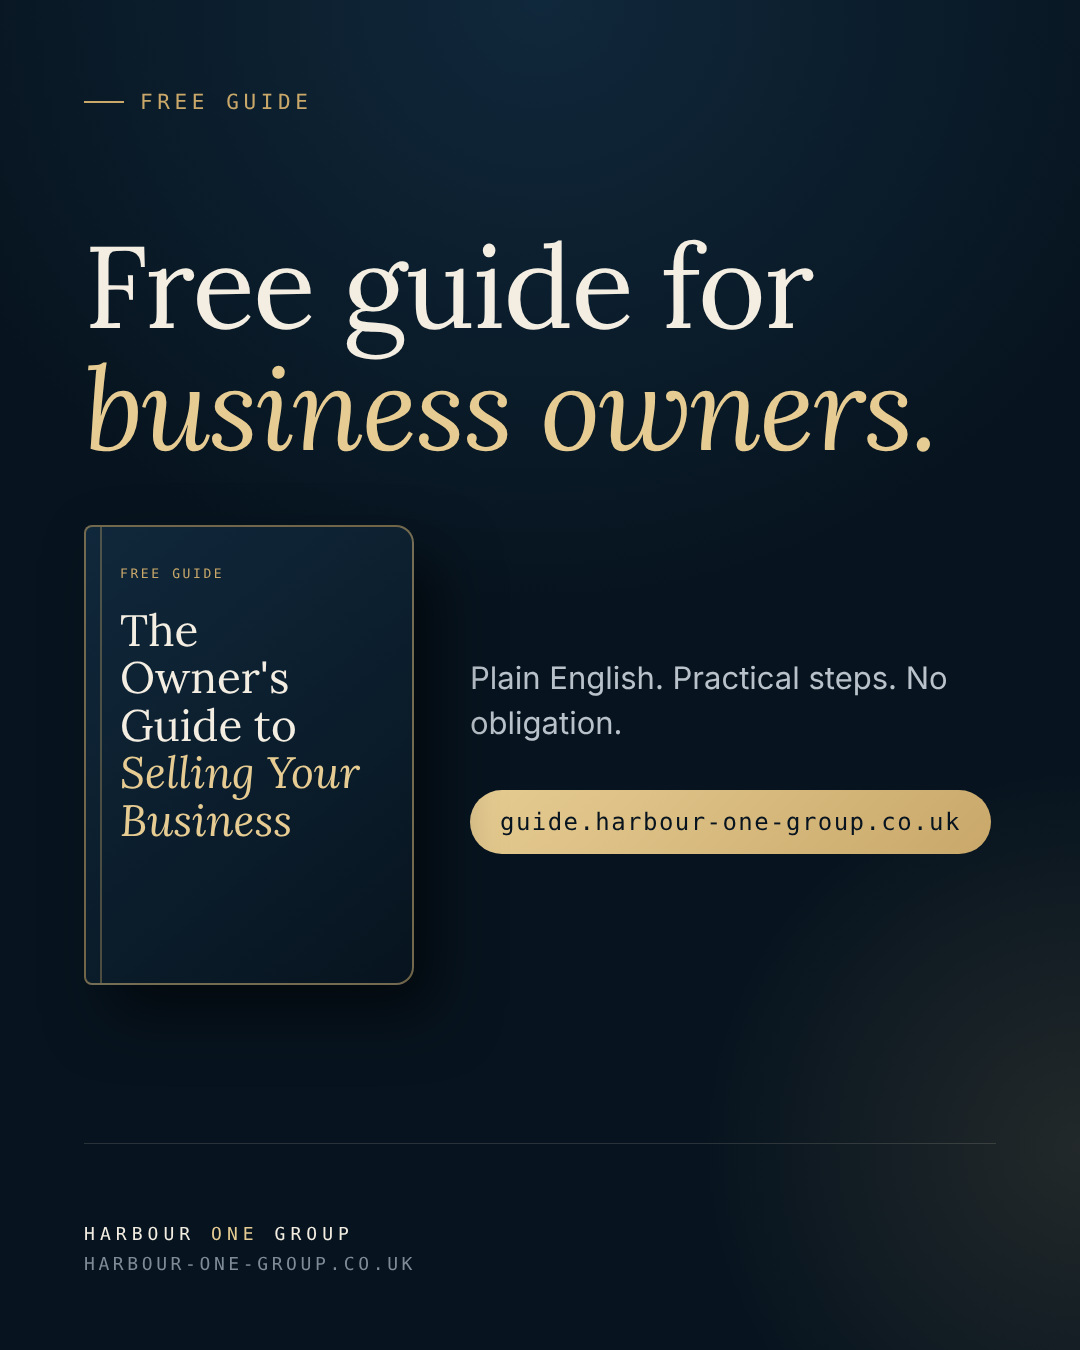 FREE GUIDE
Free guide for
business owners.
FREE GUIDE
The
Owner's
Guide to
Selling Your
Business
Plain English. Practical steps. No
obligation.
guide.harbour-one-group.co.uk
HARBOUR ONE GROUP
HARBOUR-ONE-GROUP.CO.UK